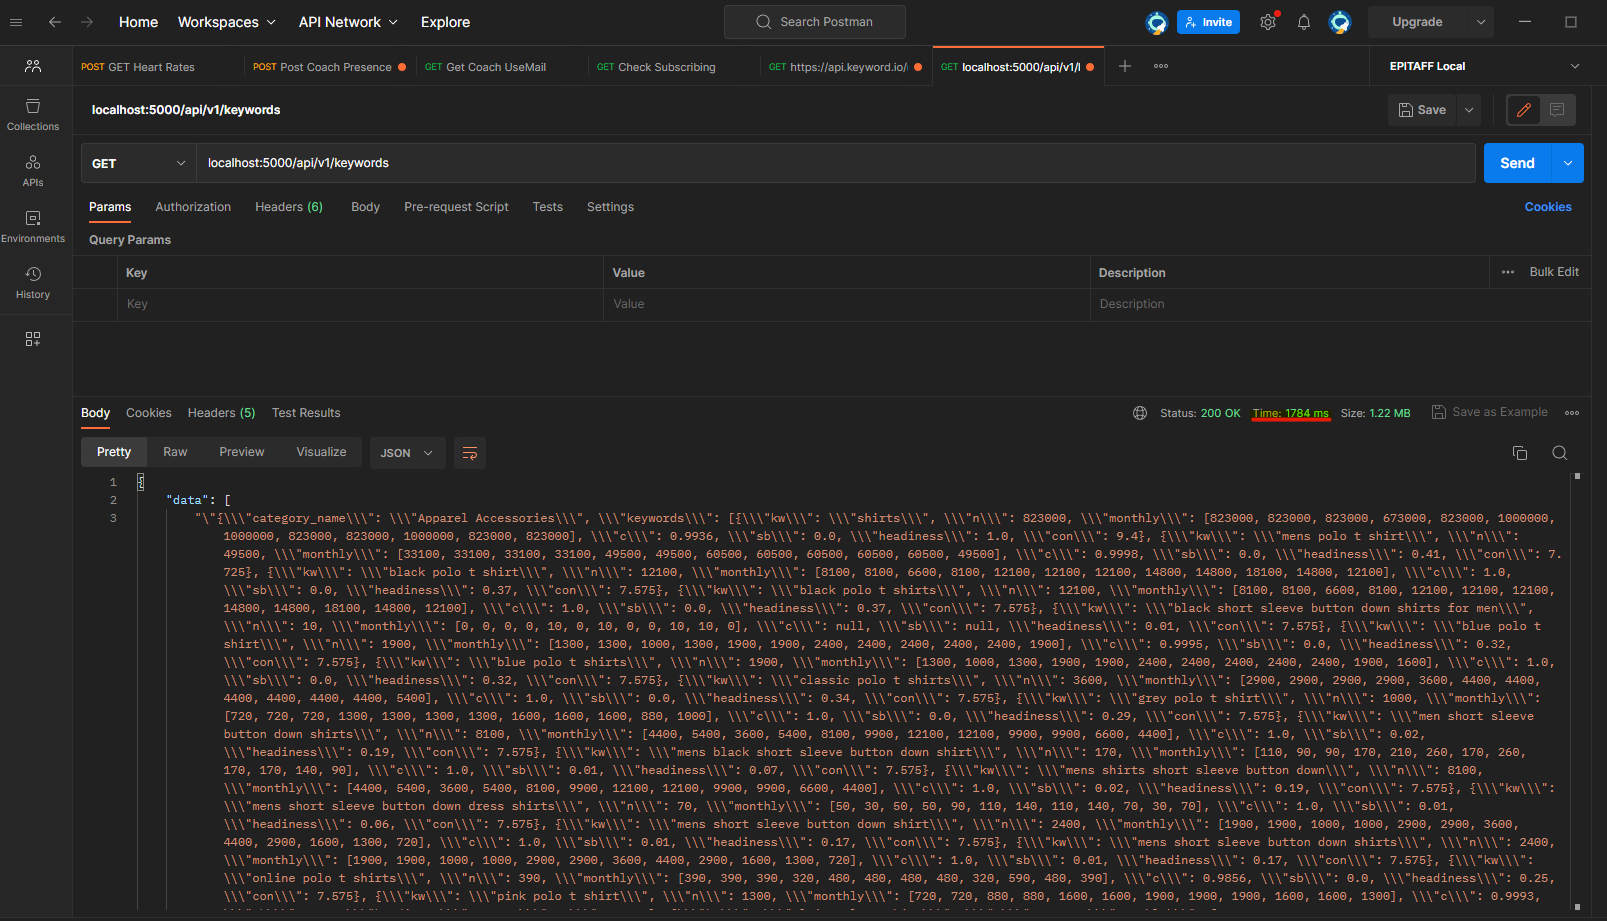 Home Workspaces API Network Explore Search Postman Invite Upgrade
POST GET Heart Rates POST Post Coach Presence GET Get Coach UseMail GET Check Subscribing GET https://api.keyword.io/ GET localhost:5000/api/v1/ EPITAFF Local
localhost:5000/api/v1/keywords Save
Collections
GET localhost:5000/api/v1/keywords Send
APIs
Params Authorization Headers (6) Body Pre-request Script Tests Settings Cookies
Environments
Query Params
Key Value Description Bulk Edit
History
Key Value Description
Body Cookies Headers (5) Test Results Status: 200 OK Time: 1784 ms Size: 1.22 MB Save as Example
Pretty Raw Preview Visualize JSON
1 {
2 "data": [
3 "\"{\\\"category_name\\\": \\\"Apparel Accessories\\\", \\\"keywords\\\": [{\\\"kw\\\": \\\"shirts\\\", \\\"n\\\": 823000, \\\"monthly\\\": [823000, 823000, 823000, 673000, 823000, 1000000,
1000000, 823000, 823000, 1000000, 823000, 823000], \\\"c\\\": 0.9936, \\\"sb\\\": 0.0, \\\"headiness\\\": 1.0, \\\"con\\\": 9.4}, {\\\"kw\\\": \\\"mens polo t shirt\\\", \\\"n\\\":
49500, \\\"monthly\\\": [33100, 33100, 33100, 33100, 49500, 49500, 60500, 60500, 60500, 60500, 60500, 49500], \\\"c\\\": 0.9998, \\\"sb\\\": 0.0, \\\"headiness\\\": 0.41, \\\"con\\\": 7.
725}, {\\\"kw\\\": \\\"black polo t shirt\\\", \\\"n\\\": 12100, \\\"monthly\\\": [8100, 8100, 6600, 8100, 12100, 12100, 12100, 14800, 14800, 18100, 14800, 12100], \\\"c\\\": 1.0,
\\\"sb\\\": 0.0, \\\"headiness\\\": 0.37, \\\"con\\\": 7.575}, {\\\"kw\\\": \\\"black polo t shirts\\\", \\\"n\\\": 12100, \\\"monthly\\\": [8100, 8100, 6600, 8100, 12100, 12100, 12100,
14800, 14800, 18100, 14800, 12100], \\\"c\\\": 1.0, \\\"sb\\\": 0.0, \\\"headiness\\\": 0.37, \\\"con\\\": 7.575}, {\\\"kw\\\": \\\"black short sleeve button down shirts for men\\\",
\\\"n\\\": 10, \\\"monthly\\\": [0, 0, 0, 0, 10, 0, 10, 0, 0, 10, 10, 0], \\\"c\\\": null, \\\"sb\\\": null, \\\"headiness\\\": 0.01, \\\"con\\\": 7.575}, {\\\"kw\\\": \\\"blue polo t
shirt\\\", \\\"n\\\": 1900, \\\"monthly\\\": [1300, 1300, 1000, 1300, 1900, 1900, 2400, 2400, 2400, 2400, 2400, 1900], \\\"c\\\": 0.9995, \\\"sb\\\": 0.0, \\\"headiness\\\": 0.32,
\\\"con\\\": 7.575}, {\\\"kw\\\": \\\"blue polo t shirts\\\", \\\"n\\\": 1900, \\\"monthly\\\": [1300, 1000, 1300, 1900, 1900, 2400, 2400, 2400, 2400, 2400, 1900, 1600], \\\"c\\\": 1.0,
\\\"sb\\\": 0.0, \\\"headiness\\\": 0.32, \\\"con\\\": 7.575}, {\\\"kw\\\": \\\"classic polo t shirts\\\", \\\"n\\\": 3600, \\\"monthly\\\": [2900, 2900, 2900, 2900, 3600, 4400, 4400,
4400, 4400, 4400, 4400, 5400], \\\"c\\\": 1.0, \\\"sb\\\": 0.0, \\\"headiness\\\": 0.34, \\\"con\\\": 7.575}, {\\\"kw\\\": \\\"grey polo t shirt\\\", \\\"n\\\": 1000, \\\"monthly\\\":
[720, 720, 720, 1300, 1300, 1300, 1300, 1600, 1600, 1600, 880, 1000], \\\"c\\\": 1.0, \\\"sb\\\": 0.0, \\\"headiness\\\": 0.29, \\\"con\\\": 7.575}, {\\\"kw\\\": \\\"men short sleeve
button down shirts\\\", \\\"n\\\": 8100, \\\"monthly\\\": [4400, 5400, 3600, 5400, 8100, 9900, 12100, 12100, 9900, 9900, 6600, 4400], \\\"c\\\": 1.0, \\\"sb\\\": 0.02,
\\\"headiness\\\": 0.19, \\\"con\\\": 7.575}, {\\\"kw\\\": \\\"mens black short sleeve button down shirt\\\", \\\"n\\\": 170, \\\"monthly\\\": [110, 90, 90, 170, 210, 260, 170, 260,
170, 170, 140, 90], \\\"c\\\": 1.0, \\\"sb\\\": 0.01, \\\"headiness\\\": 0.07, \\\"con\\\": 7.575}, {\\\"kw\\\": \\\"mens shirts short sleeve button down\\\", \\\"n\\\": 8100,
\\\"monthly\\\": [4400, 5400, 3600, 5400, 8100, 9900, 12100, 12100, 9900, 9900, 6600, 4400], \\\"c\\\": 1.0, \\\"sb\\\": 0.02, \\\"headiness\\\": 0.19, \\\"con\\\": 7.575}, {\\\"kw\\\":
\\\"mens short sleeve button down dress shirts\\\", \\\"n\\\": 70, \\\"monthly\\\": [50, 30, 50, 50, 90, 110, 140, 110, 140, 70, 30, 70], \\\"c\\\": 1.0, \\\"sb\\\": 0.01,
\\\"headiness\\\": 0.06, \\\"con\\\": 7.575}, {\\\"kw\\\": \\\"mens short sleeve button down shirt\\\", \\\"n\\\": 2400, \\\"monthly\\\": [1900, 1900, 1000, 1000, 2900, 2900, 3600,
4400, 2900, 1600, 1300, 720], \\\"c\\\": 1.0, \\\"sb\\\": 0.01, \\\"headiness\\\": 0.17, \\\"con\\\": 7.575}, {\\\"kw\\\": \\\"mens short sleeve button down shirts\\\", \\\"n\\\": 2400,
\\\"monthly\\\": [1900, 1900, 1000, 1000, 2900, 2900, 3600, 4400, 2900, 1600, 1300, 720], \\\"c\\\": 1.0, \\\"sb\\\": 0.01, \\\"headiness\\\": 0.17, \\\"con\\\": 7.575}, {\\\"kw\\\":
\\\"online polo t shirts\\\", \\\"n\\\": 390, \\\"monthly\\\": [390, 390, 390, 320, 480, 480, 480, 480, 320, 590, 480, 390], \\\"c\\\": 0.9856, \\\"sb\\\": 0.0, \\\"headiness\\\": 0.25,
\\\"con\\\": 7.575}, {\\\"kw\\\": \\\"pink polo t shirt\\\", \\\"n\\\": 1300, \\\"monthly\\\": [720, 720, 880, 880, 1600, 1600, 1900, 1900, 1900, 1600, 1600, 1300], \\\"c\\\": 0.9993,